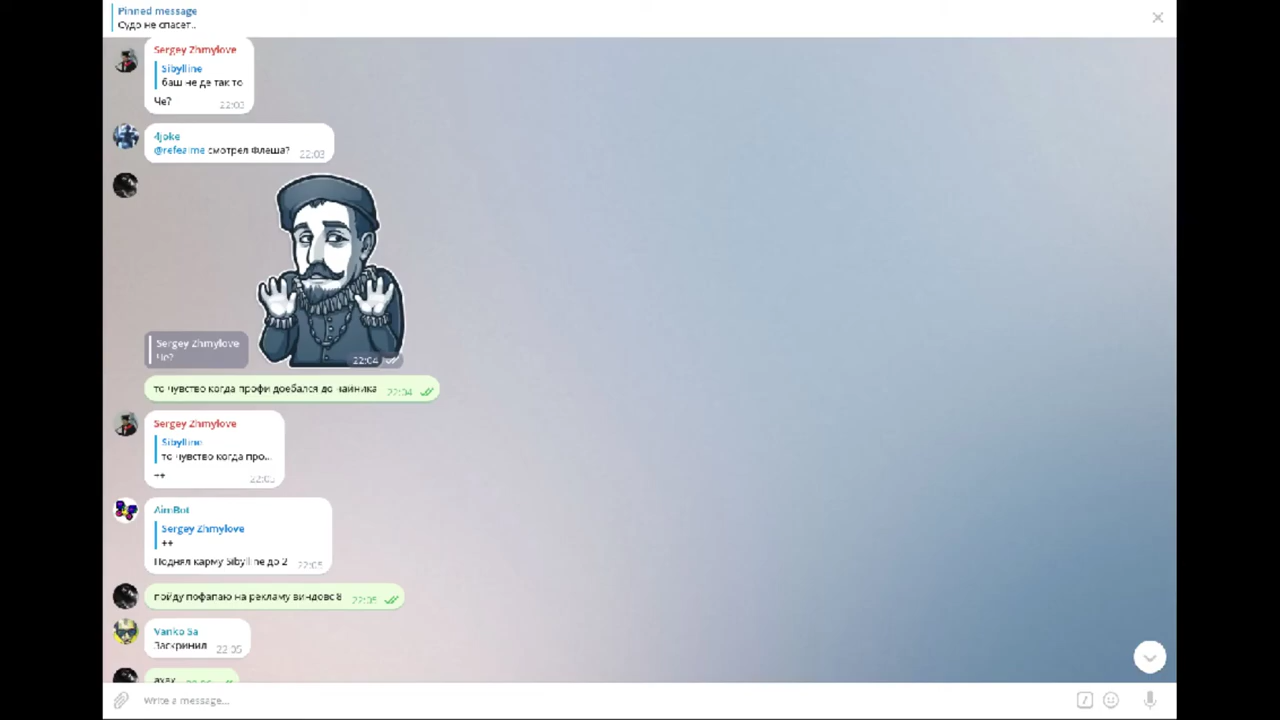 Pinned message
Судо не спасет..
Sergey Zhmylove
Sibylline
баш не де так то
Че?
22:03
4joke
@refealme смотрел Флеша?
22:03
Sergey Zhmylove
Че?
22:04
то чувство когда профи доебался до чайника
22:04
Sergey Zhmylove
Sibylline
то чувство когда про...
++
22:05
AimBot
Sergey Zhmylove
++
Поднял карму Sibylline до 2
22:05
пойду пофапаю на рекламу виндовс 8
22:05
Vanko Sa
Заскринил
22:05
ахах
Write a message...